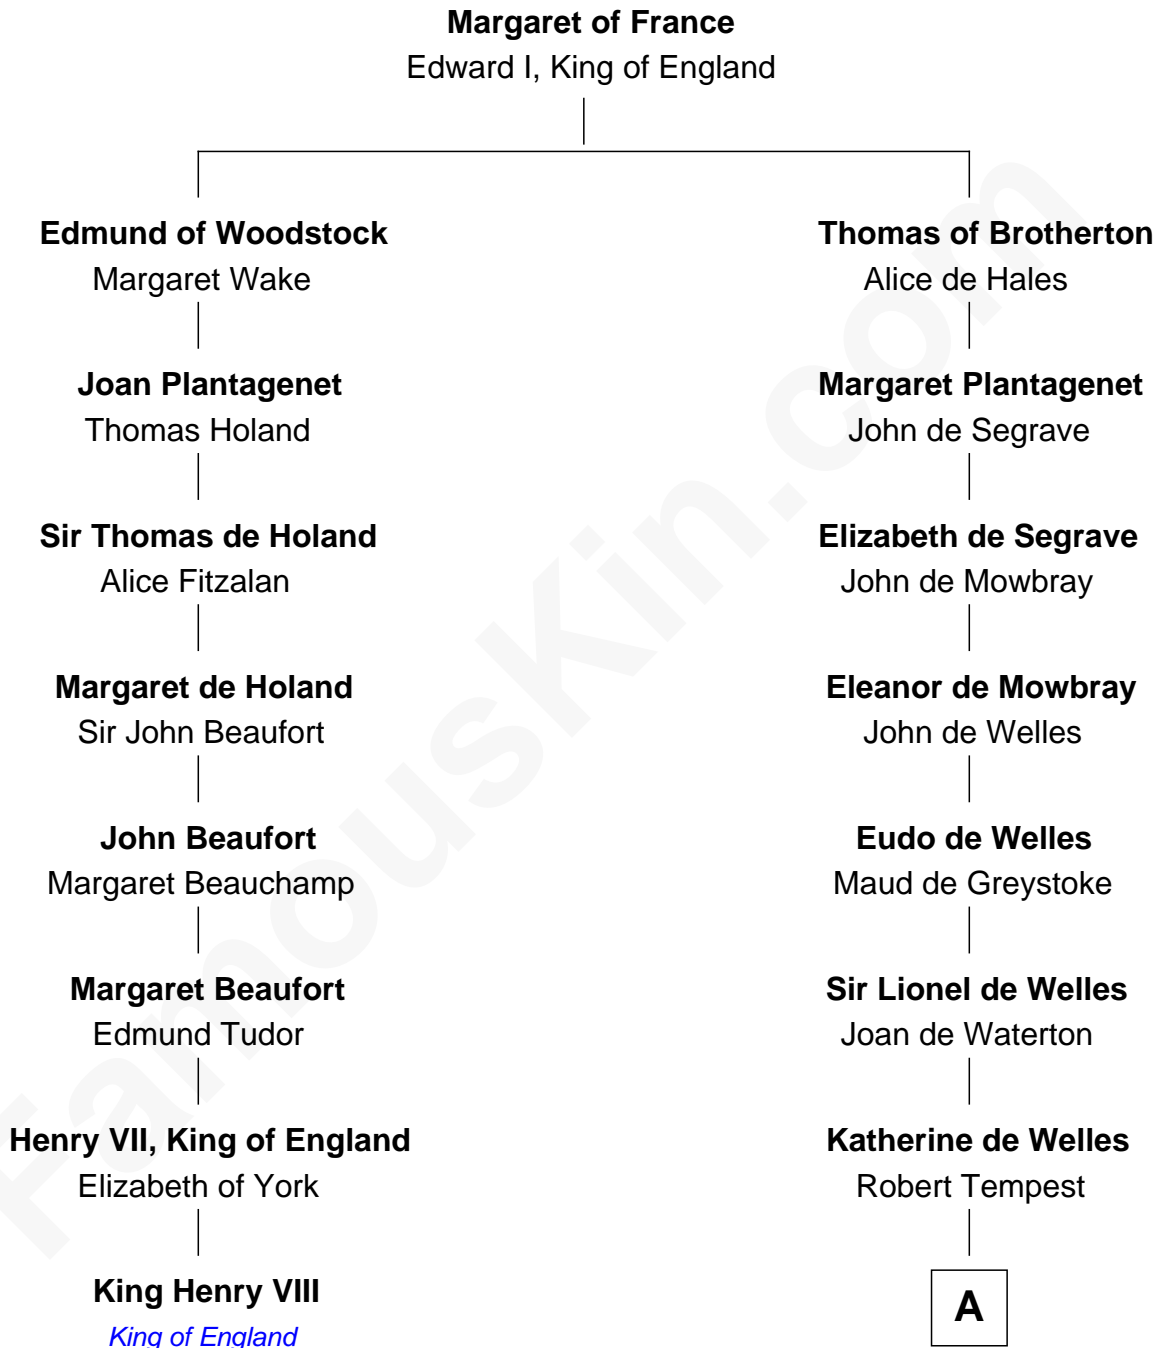 Margaret of France
Edward I, King of England
Edmund of Woodstock
Margaret Wake
Thomas of Brotherton
Alice de Hales
Joan Plantagenet
Thomas Holand
Margaret Plantagenet
John de Segrave
Sir Thomas de Holand
Alice Fitzalan
Elizabeth de Segrave
John de Mowbray
Margaret de Holand
Sir John Beaufort
Eleanor de Mowbray
John de Welles
John Beaufort
Margaret Beauchamp
Eudo de Welles
Maud de Greystoke
Margaret Beaufort
Edmund Tudor
Sir Lionel de Welles
Joan de Waterton
Henry VII, King of England
Elizabeth of York
Katherine de Welles
Robert Tempest
King Henry VIII
King of England
A
FamousKin.com